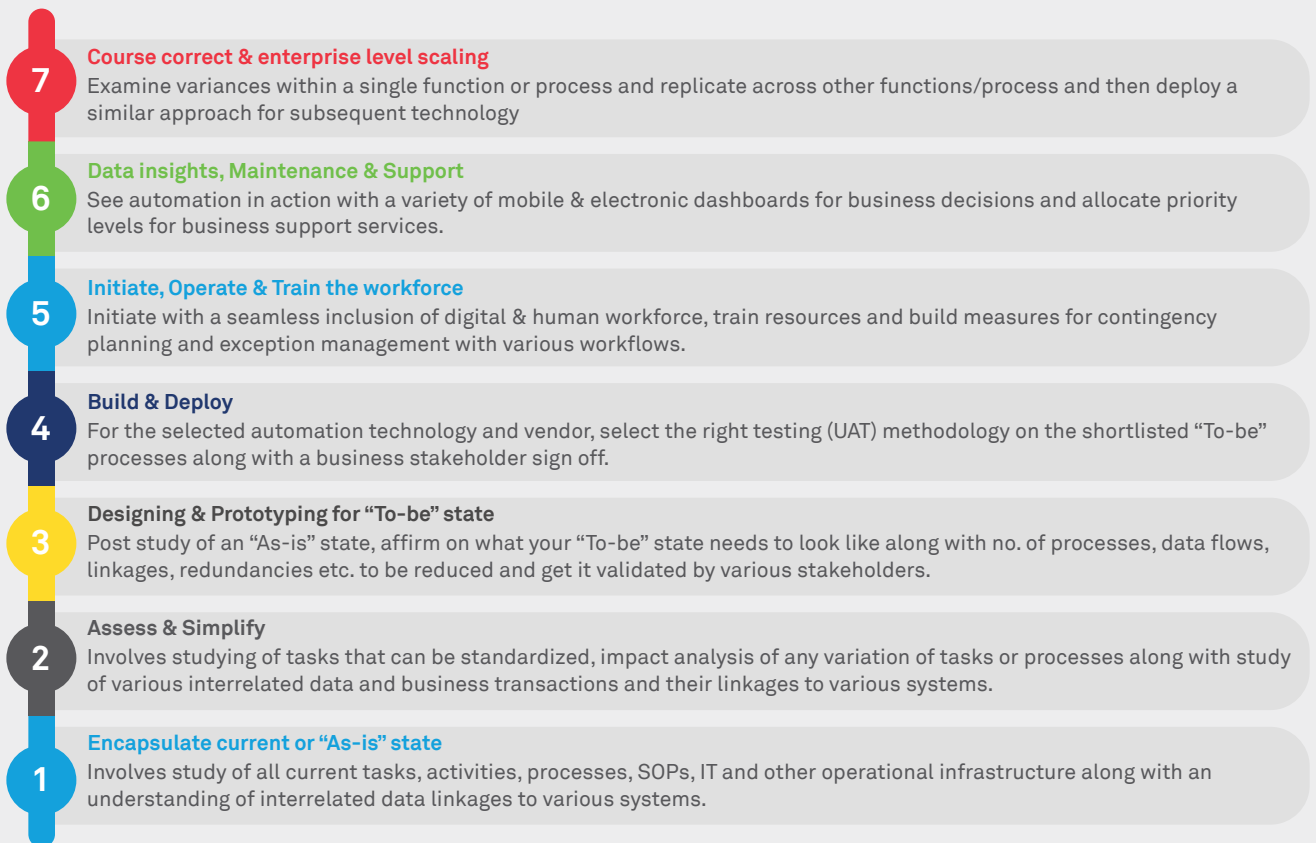 7
Course correct & enterprise level scaling
Examine variances within a single function or process and replicate across other functions/process and then deploy a
similar approach for subsequent technology
6
Data insights, Maintenance & Support
See automation in action with a variety of mobile & electronic dashboards for business decisions and allocate priority
levels for business support services.
5
Initiate, Operate & Train the workforce
Initiate with a seamless inclusion of digital & human workforce, train resources and build measures for contingency
planning and exception management with various workflows.
4
Build & Deploy
For the selected automation technology and vendor, select the right testing (UAT) methodology on the shortlisted “To-be”
processes along with a business stakeholder sign off.
3
Designing & Prototyping for “To-be” state
Post study of an “As-is” state, affirm on what your “To-be” state needs to look like along with no. of processes, data flows,
linkages, redundancies etc. to be reduced and get it validated by various stakeholders.
2
Assess & Simplify
Involves studying of tasks that can be standardized, impact analysis of any variation of tasks or processes along with study
of various interrelated data and business transactions and their linkages to various systems.
1
Encapsulate current or “As-is” state
Involves study of all current tasks, activities, processes, SOPs, IT and other operational infrastructure along with an
understanding of interrelated data linkages to various systems.